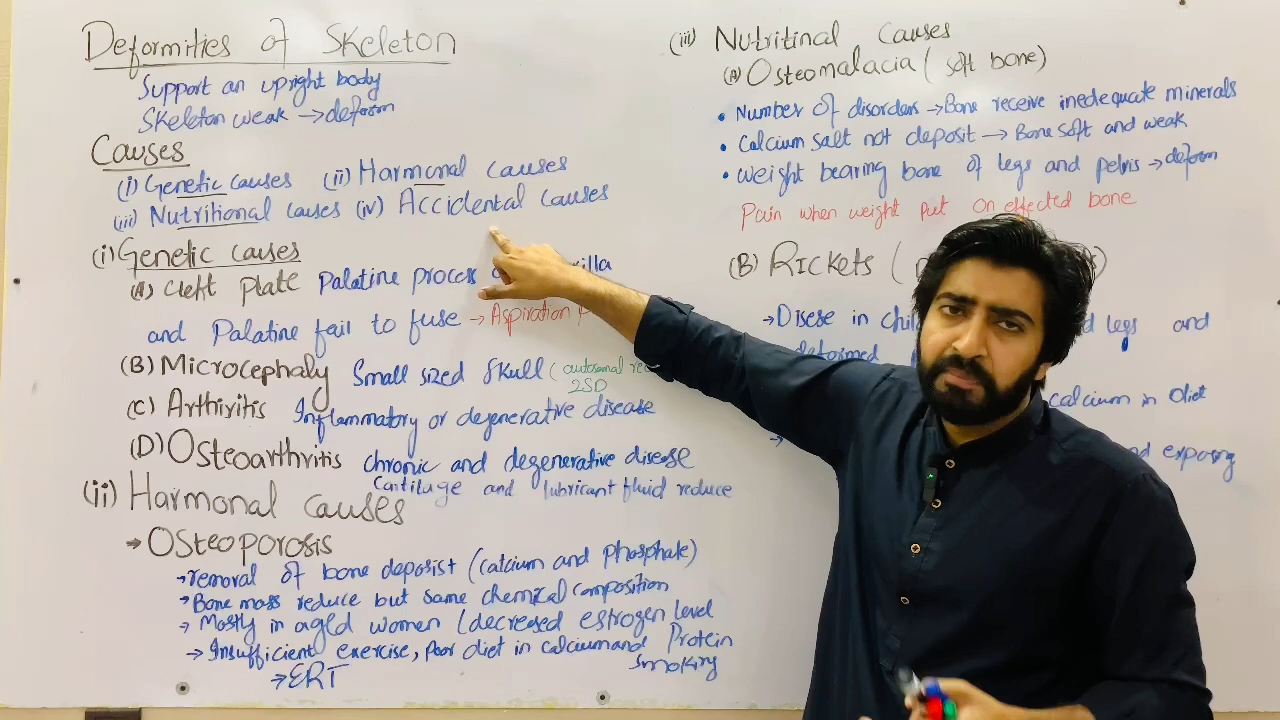 Deformities of Skeleton
Support an upright body
Skeleton weak → deform
Causes
(i) Genetic causes (ii) Harmonal causes
(iii) Nutritional causes (iv) Accidental causes
(i) Genetic causes
(A) Cleft Plate Palatine process
and Palatine fail to fuse → Aspiration
(B) Microcephaly Small sized skull (autosomal
2SD
(C) Arthiritis Inflammatory or degenerative disease
(D) Osteoarthritis chronic and degenerative disease
Cartilage and lubricant fluid reduce
(ii) Harmonal causes
→ Osteoporosis
→ removal of bone deposist (calcium and phosphate)
→ Bone mass reduce but same chemical composition
→ Mostly in aged women (decreased estrogen level
→ Insufficient exercise, Poor diet in calcium and Protein
Smoking
→ ERT
(iii) Nutritinal Causes
(A) Osteomalacia (soft bone)
• Number of disorders → Bone receive inedequate minerals
• Calcium salt not deposit → Bone soft and weak
• weight bearing bone of legs and pelvis → deform
Pain when weight put on effected bone
(B) Rickets (
→ Disese in legs and
deformed
calcium in diet
→ exposing